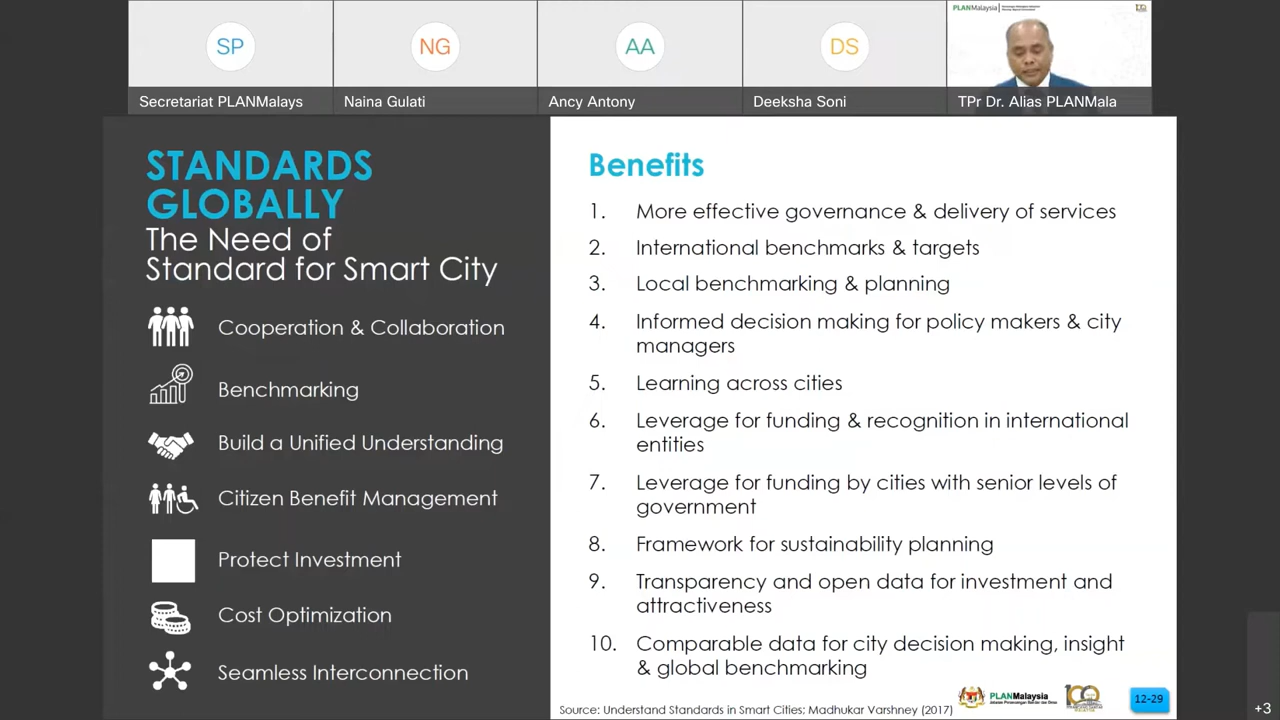 PLANMalaysia
SP
NG
AA
DS
Secretariat PLANMalays
Naina Gulati
Ancy Antony
Deeksha Soni
TPr Dr. Alias PLANMala
STANDARDS
GLOBALLY
The Need of
Standard for Smart City
Cooperation & Collaboration
Benchmarking
Build a Unified Understanding
Citizen Benefit Management
Protect Investment
Cost Optimization
Seamless Interconnection
Benefits
1. More effective governance & delivery of services
2. International benchmarks & targets
3. Local benchmarking & planning
4. Informed decision making for policy makers & city
managers
5. Learning across cities
6. Leverage for funding & recognition in international
entities
7. Leverage for funding by cities with senior levels of
government
8. Framework for sustainability planning
9. Transparency and open data for investment and
attractiveness
10. Comparable data for city decision making, insight
& global benchmarking
PLANMalaysia
100
12-29
Source: Understand Standards in Smart Cities; Madhukar Varshney (2017)
+3